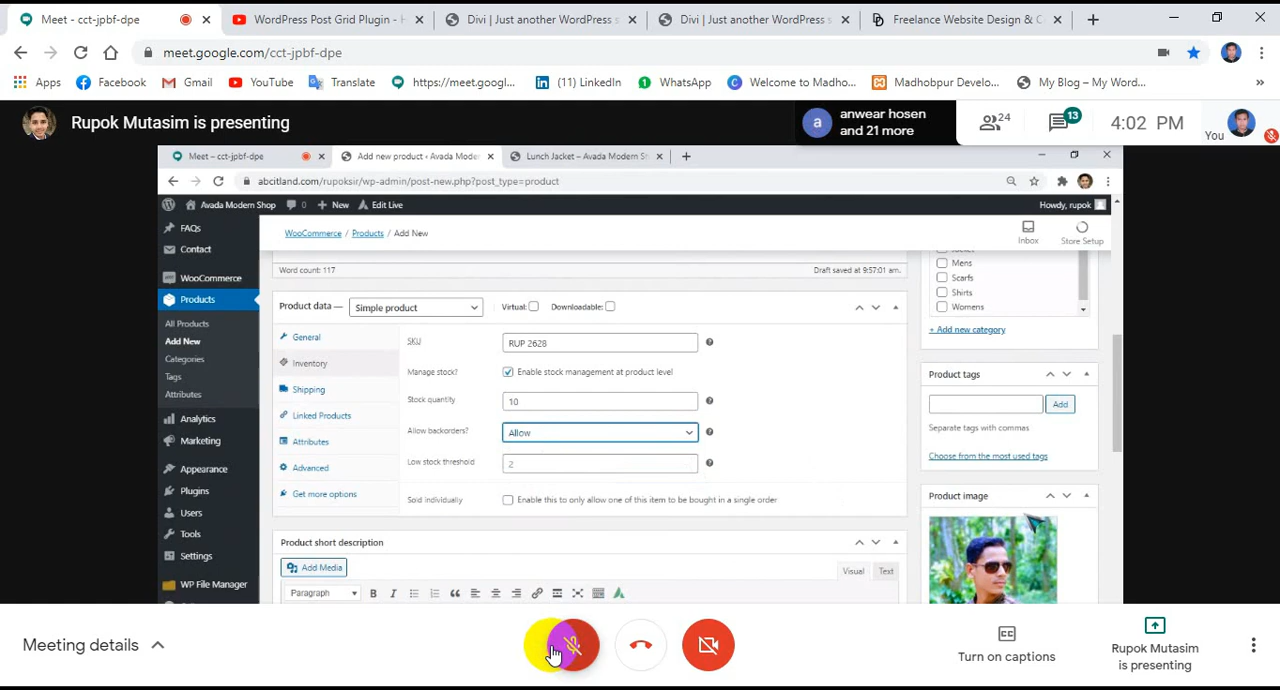 Meet - cct-jpbf-dpe
WordPress Post Grid Plugin - H
Divi | Just another WordPress s
Divi | Just another WordPress s
Freelance Website Design & C
meet.google.com/cct-jpbf-dpe
Apps
Facebook
Gmail
YouTube
Translate
https://meet.googl...
(11) LinkedIn
WhatsApp
Welcome to Madho...
Madhobpur Develo...
My Blog – My Wor...
»
Rupok Mutasim is presenting
a
anwear hosen
and 21 more
24
13
4:02 PM
You
Meet – cct-jpbf-dpe
Add new product ‹ Avada Moder
Lunch Jacket – Avada Modern Sh
abcitland.com/rupoksir/wp-admin/post-new.php?post_type=product
Avada Modern Shop
0
New
Edit Live
Howdy, rupok
FAQs
Contact
WooCommerce
Products
All Products
Add New
Categories
Tags
Attributes
Analytics
Marketing
Appearance
Plugins
Users
Tools
Settings
WP File Manager
WooCommerce / Products / Add New
Inbox
Store Setup
Word count: 117
Draft saved at 9:57:01 am.
Product data —
Simple product
Virtual:
Downloadable:
General
Inventory
Shipping
Linked Products
Attributes
Advanced
Get more options
SKU
RUP 2628
Manage stock?
Enable stock management at product level
Stock quantity
10
Allow backorders?
Allow
Low stock threshold
2
Sold individually
Enable this to only allow one of this item to be bought in a single order
Product short description
Add Media
Visual
Text
Paragraph
B
I
Mens
Scarfs
Shirts
Womens
+ Add new category
Product tags
Add
Separate tags with commas
Choose from the most used tags
Product image
Meeting details
Turn on captions
Rupok Mutasim
is presenting